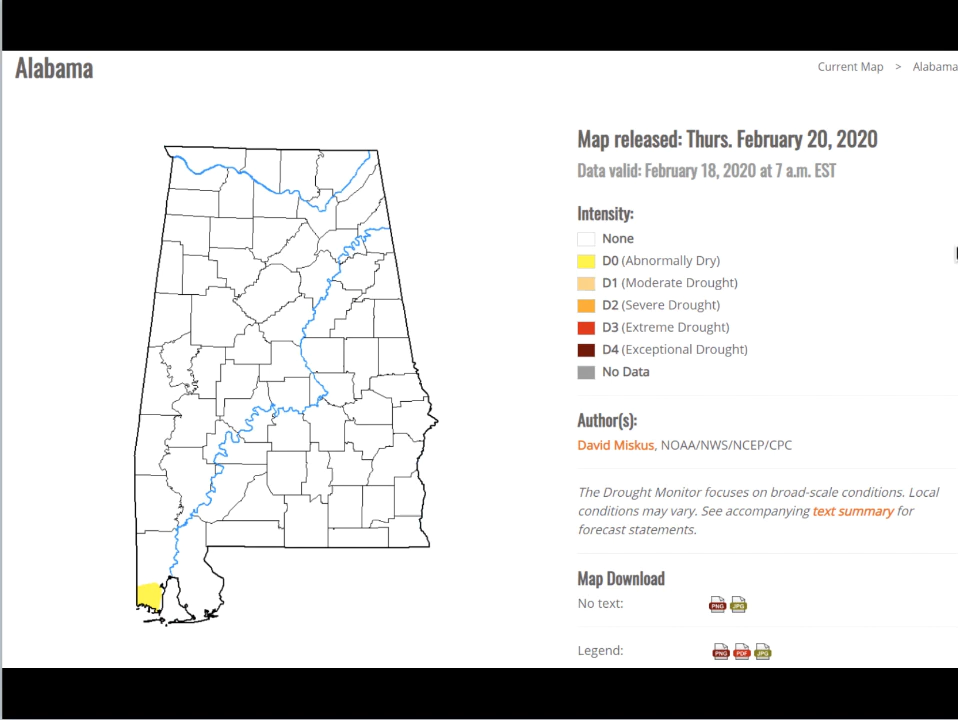 Alabama
Current Map > Alabama
Map released: Thurs. February 20, 2020
Data valid: February 18, 2020 at 7 a.m. EST
Intensity:
None
D0 (Abnormally Dry)
D1 (Moderate Drought)
D2 (Severe Drought)
D3 (Extreme Drought)
D4 (Exceptional Drought)
No Data
Author(s):
David Miskus, NOAA/NWS/NCEP/CPC
The Drought Monitor focuses on broad-scale conditions. Local
conditions may vary. See accompanying text summary for
forecast statements.
Map Download
No text: PNG JPG
Legend: PNG PDF JPG